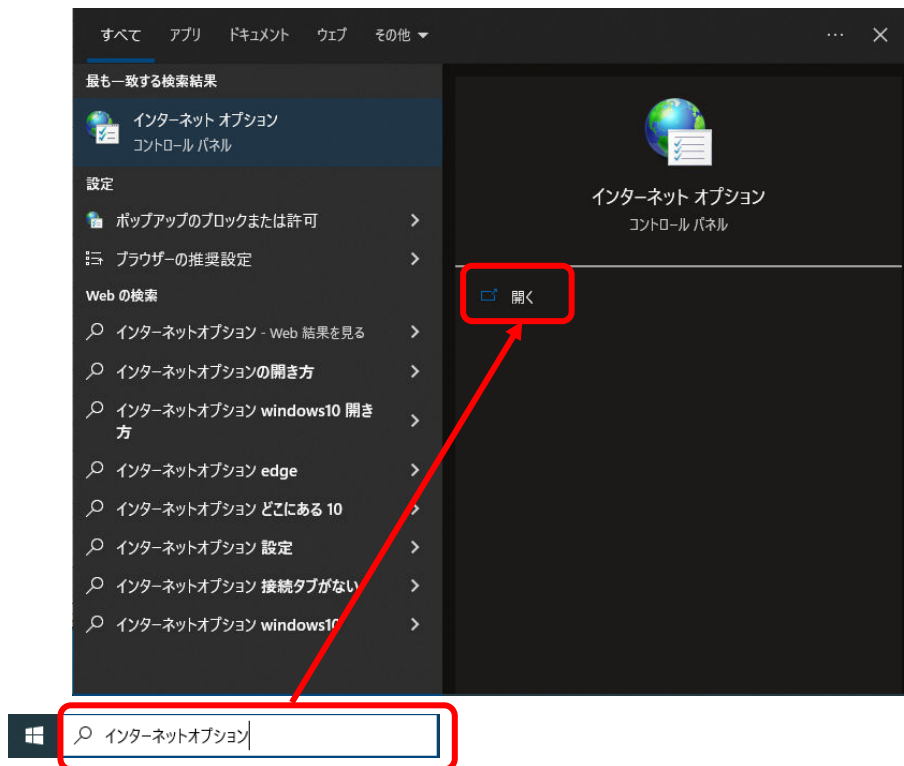 すべて アプリ ドキュメント ウェブ その他
最も一致する検索結果
インターネット オプション
コントロール パネル
設定
ポップアップのブロックまたは許可
ブラウザーの推奨設定
Web の検索
インターネットオプション - Web 結果を見る
インターネットオプションの開き方
インターネットオプション windows10 開き
方
インターネットオプション edge
インターネットオプション どこにある 10
インターネットオプション 設定
インターネットオプション 接続タブがない
インターネットオプション windows10
インターネット オプション
コントロール パネル
開く
インターネットオプション